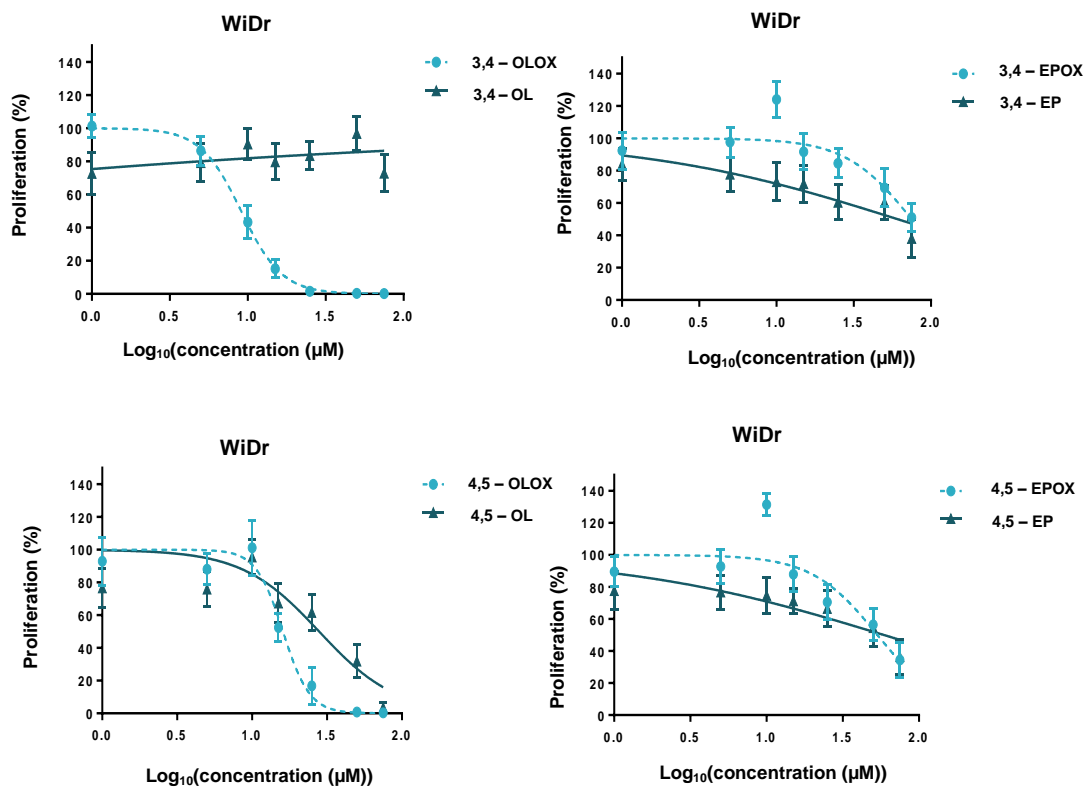 WiDr
3,4 – OLOX
3,4 – OL
Proliferation (%)
140
120
100
80
60
40
20
0
0.0 0.5 1.0 1.5 2.0
Log₁₀(concentration (µM)
WiDr
3,4 – EPOX
3,4 – EP
Proliferation (%)
140
120
100
80
60
40
20
0
0.0 0.5 1.0 1.5 2.0
Log₁₀(concentration (µM))
WiDr
4,5 – OLOX
4,5 – OL
Proliferation (%)
140
120
100
80
60
40
20
0
0.0 0.5 1.0 1.5 2.0
Log₁₀(concentration (µM))
WiDr
4,5 – EPOX
4,5 – EP
Proliferation (%)
140
120
100
80
60
40
20
0
0.0 0.5 1.0 1.5 2.0
Log₁₀(concentration (µM))